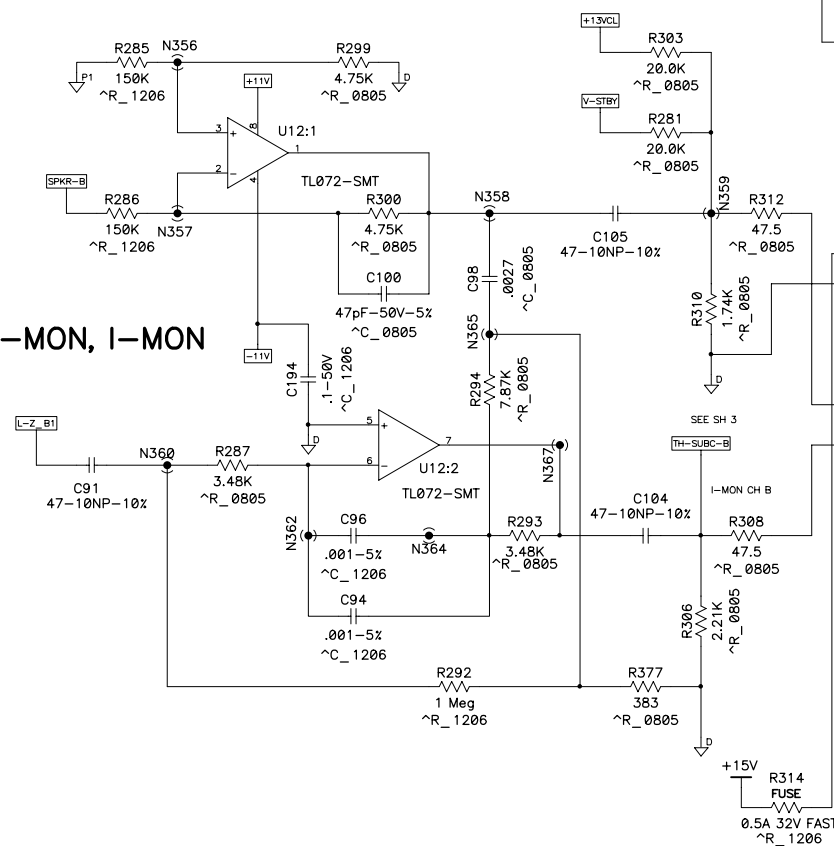 +13VCL
R303
20.0K
^R_0805
V-STBY
R281
20.0K
^R_0805
R285
N356
R299
P1
150K
^R_1206
4.75K
^R_0805
D
+11V
3
+
8
U12:1
1
2
-
4
TL072-SMT
SPKR-B
R286
150K
^R_1206
N357
R300
4.75K
^R_0805
C100
47pF-50V-5%
^C_0805
N358
C98
.0027
^C_0805
C105
47-10NP-10%
N359
R312
47.5
^R_0805
R310
1.74K
^R_0805
D
-MON, I-MON
-11V
C194
.1-50V
^C_1206
D
N365
R294
7.87K
^R_0805
5
+
6
-
7
U12:2
TL072-SMT
N367
L-Z_B1
C91
47-10NP-10%
N360
R287
3.48K
^R_0805
N362
C96
.001-5%
^C_1206
N364
C94
.001-5%
^C_1206
R293
3.48K
^R_0805
SEE SH 3
TH-SUBC-B
I-MON CH B
C104
47-10NP-10%
R308
47.5
^R_0805
R306
2.21K
^R_0805
R292
1 Meg
^R_1206
R377
383
^R_0805
D
+15V
R314
FUSE
0.5A 32V FAST
^R_1206